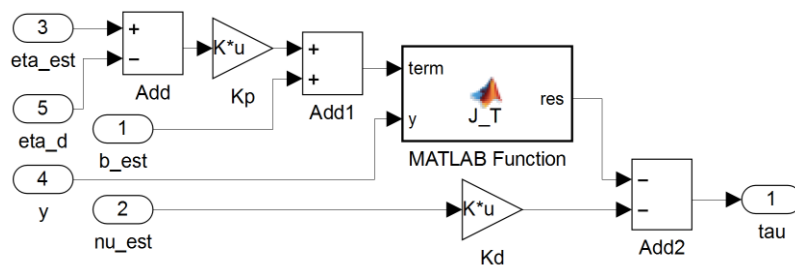 3
eta_est
+
−
Add
K*u
Kp
+
+
Add1
5
eta_d
1
b_est
4
y
2
nu_est
term
y
J_T
res
MATLAB Function
K*u
Kd
−
−
Add2
1
tau